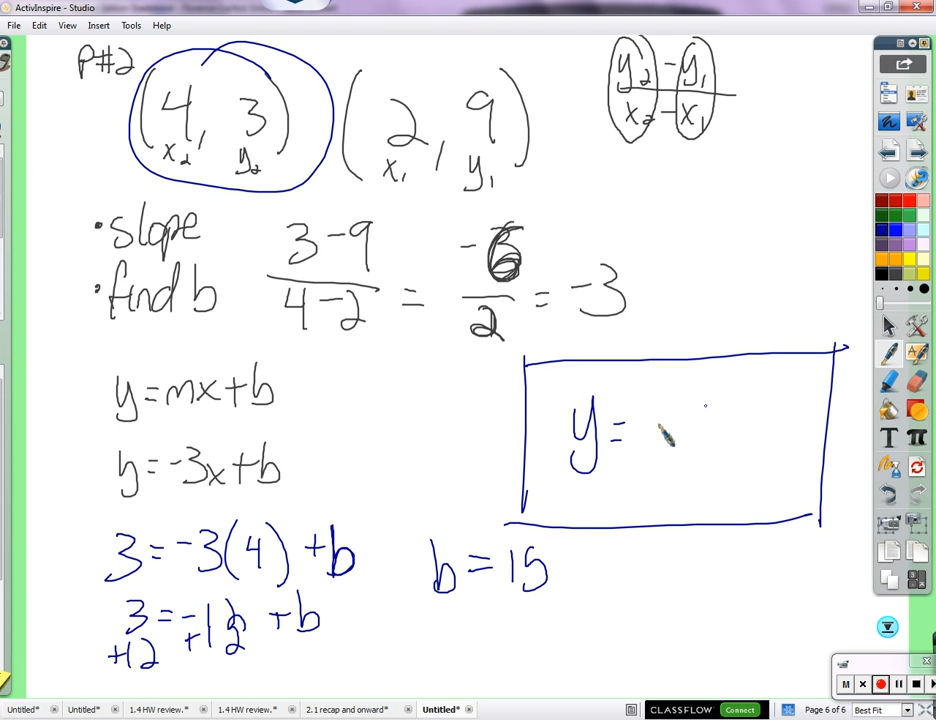 ActivInspire - Studio
File Edit View Insert Tools
P#2
(4, 3) (2, 9)
x₂ y₂ x₁ y₁
y₂ - y₁
x₂ - x₁
• slope
• find b
3 - 9
4 - 2
=
-6
2
= -3
y = mx + b
y = -3x + b
3 = -3(4) + b
3 = -12 + b
+12 +12
b = 15
y =
T
M
Untitled* × Untitled* × 1.4 HW review.* × 1.4 HW review.* × 2.1 recap and onward* × Untitled* ×
CLASSFLOW Connect
Page 6 of 6 Best Fit